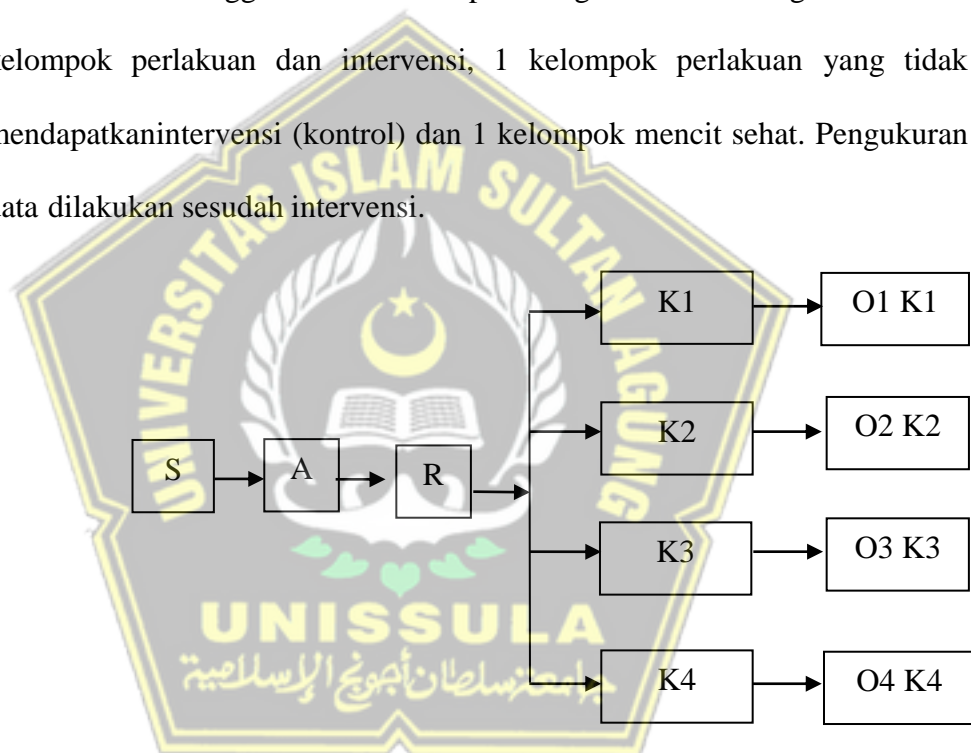 kelompok perlakuan dan intervensi, 1 kelompok perlakuan yang tidak
mendapatkanintervensi (kontrol) dan 1 kelompok mencit sehat. Pengukuran
data dilakukan sesudah intervensi.
UNIVERSITAS ISLAM SULTAN AGUNG
K1 O1 K1
K2 O2 K2
S A R
K3 O3 K3
UNISSULA
جامعة سلطان أجونج الإسلامية
K4 O4 K4